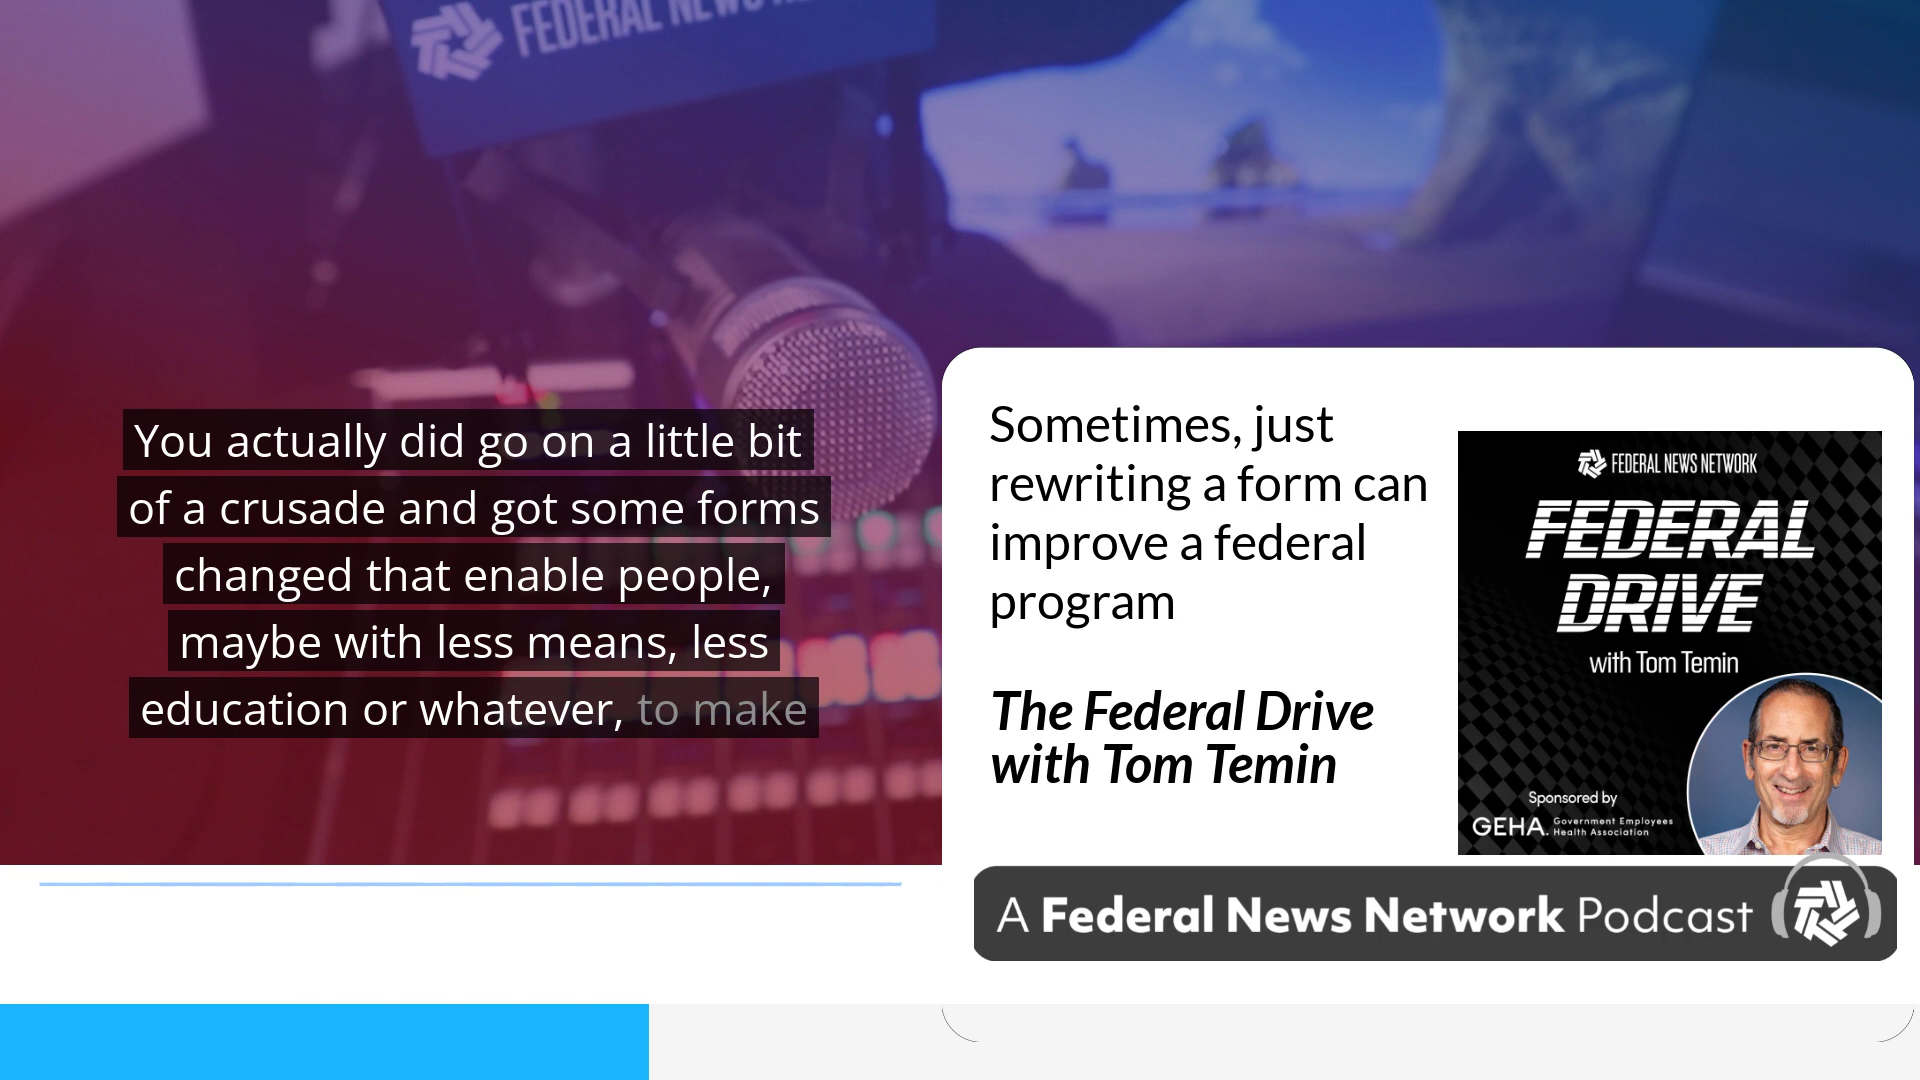 FEDERAL NEWS
You actually did go on a little bit
of a crusade and got some forms
changed that enable people,
maybe with less means, less
education or whatever, to make
Sometimes, just
rewriting a form can
improve a federal
program
The Federal Drive
with Tom Temin
FEDERAL NEWS NETWORK
FEDERAL
DRIVE
with Tom Temin
Sponsored by
GEHA. Government Employees
Health Association
A Federal News Network Podcast